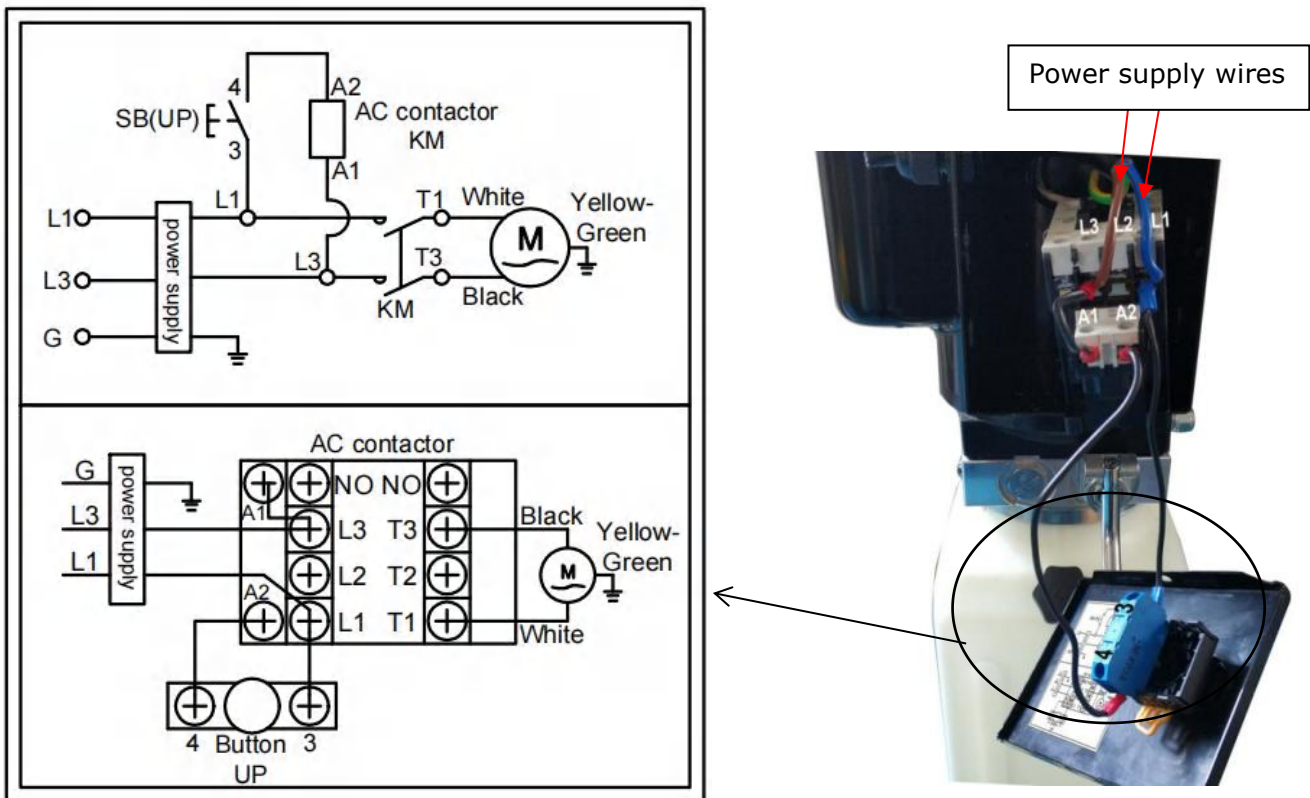 4
A2
SB(UP)
AC contactor
KM
3
A1
L1
L1
T1
White
Yellow-
Green
power supply
M
L3
L3
T3
KM
Black
G
AC contactor
G
power supply
NO
NO
A1
L3
L3
T3
Black
Yellow-
Green
L1
L2
T2
M
A2
L1
T1
White
4
Button
3
UP
Power supply wires
L3
L2
L1
A1
A2
3
4